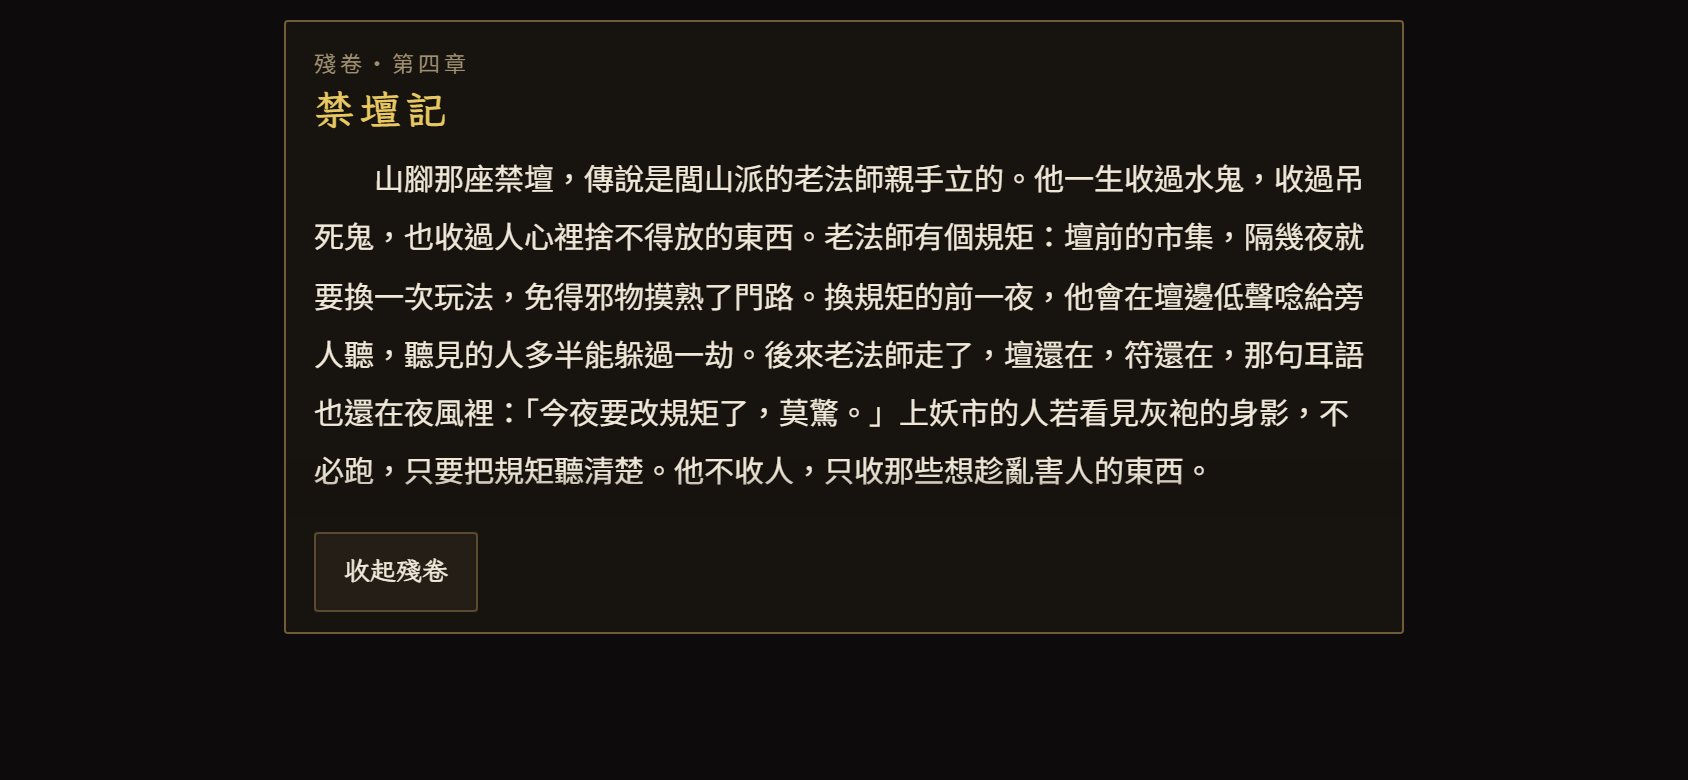 殘卷・第四章
禁壇記
山腳那座禁壇，傳說是閭山派的老法師親手立的。他一生收過水鬼，收過吊
死鬼，也收過人心裡捨不得放的東西。老法師有個規矩：壇前的市集，隔幾夜就
要換一次玩法，免得邪物摸熟了門路。換規矩的前一夜，他會在壇邊低聲唸給旁
人聽，聽見的人多半能躲過一劫。後來老法師走了，壇還在，符還在，那句耳語
也還在夜風裡：「今夜要改規矩了，莫驚。」上妖市的人若看見灰袍的身影，不
必跑，只要把規矩聽清楚。他不收人，只收那些想趁亂害人的東西。
收起殘卷